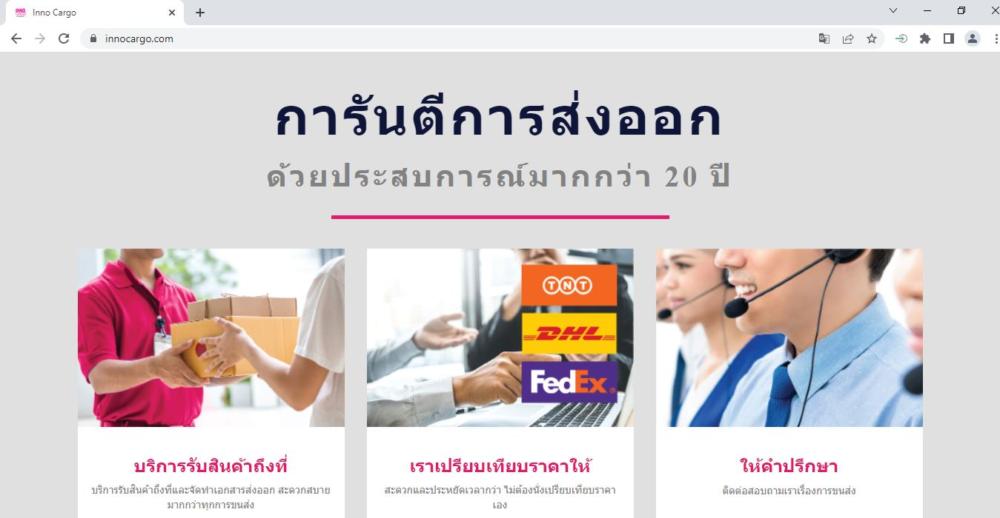 Inno Cargo
innocargo.com
การันตีการส่งออก
ด้วยประสบการณ์มากกว่า 20 ปี
TNT
DHL
FedEx
บริการรับสินค้าถึงที่
บริการรับสินค้าถึงที่และจัดทำเอกสารส่งออก สะดวกสบาย
มากกว่าทุกการขนส่ง
เราเปรียบเทียบราคาให้
สะดวกและประหยัดเวลากว่า ไม่ต้องนั่งเปรียบเทียบราคา
เอง
ให้คำปรึกษา
ติดต่อสอบถามเราเรื่องการขนส่ง